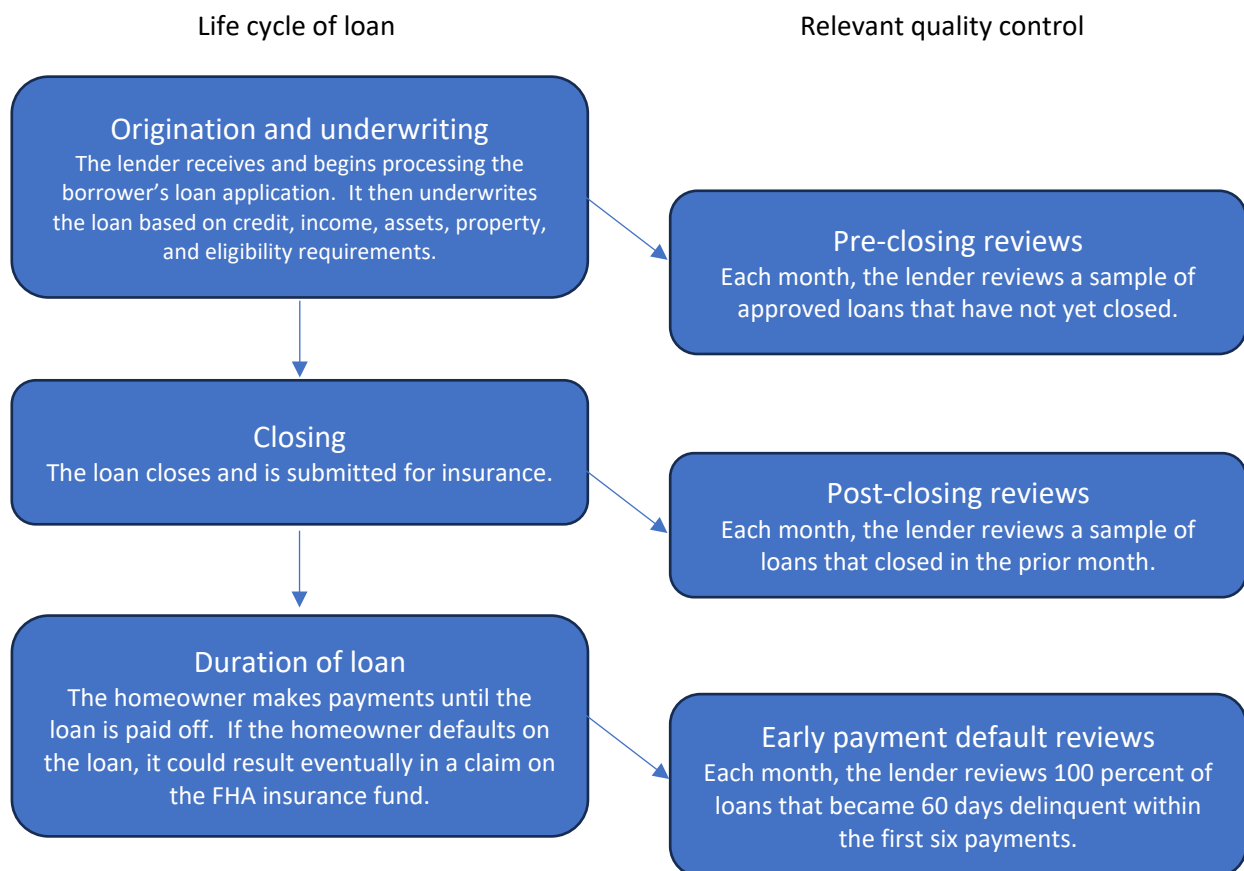 Life cycle of loan
Relevant quality control
Origination and underwriting
The lender receives and begins processing the
borrower’s loan application.  It then underwrites
the loan based on credit, income, assets, property,
and eligibility requirements.
Pre-closing reviews
Each month, the lender reviews a sample of
approved loans that have not yet closed.
Closing
The loan closes and is submitted for insurance.
Post-closing reviews
Each month, the lender reviews a sample of
loans that closed in the prior month.
Duration of loan
The homeowner makes payments until the
loan is paid off.  If the homeowner defaults on
the loan, it could result eventually in a claim on
the FHA insurance fund.
Early payment default reviews
Each month, the lender reviews 100 percent of
loans that became 60 days delinquent within
the first six payments.